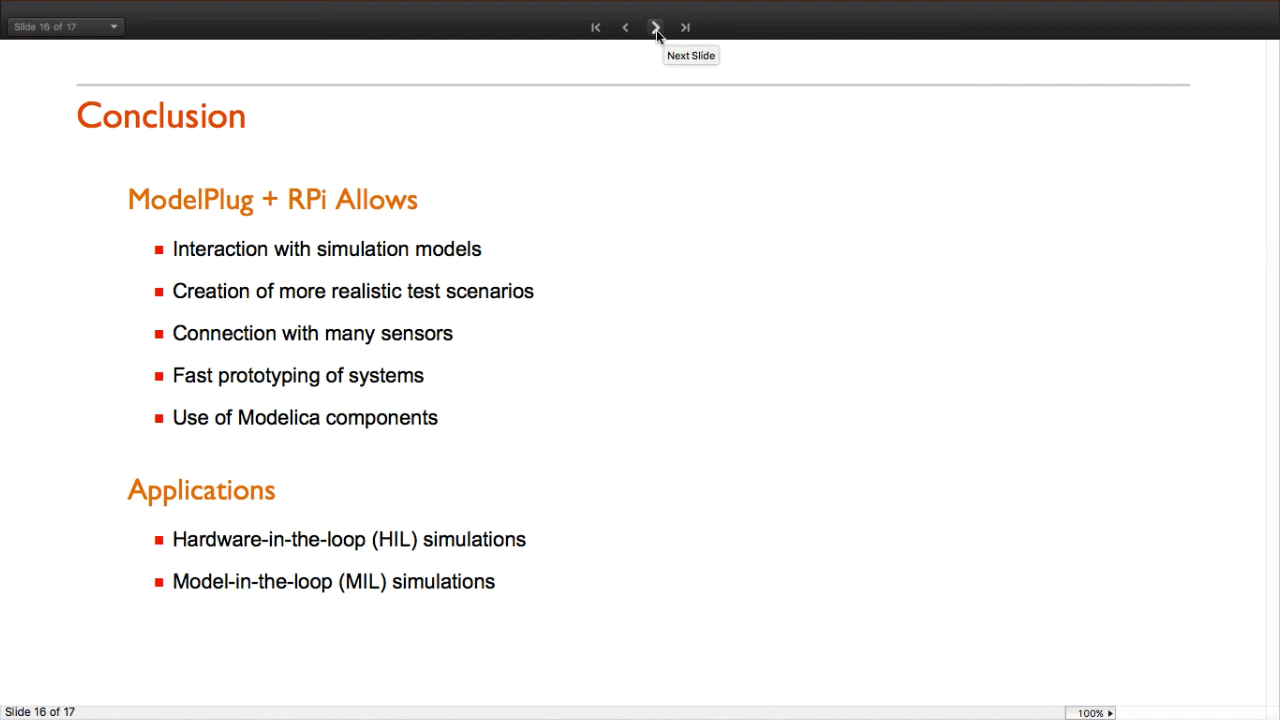 Slide 16 of 17
Next Slide
Conclusion
ModelPlug + RPi Allows
Interaction with simulation models
Creation of more realistic test scenarios
Connection with many sensors
Fast prototyping of systems
Use of Modelica components
Applications
Hardware-in-the-loop (HIL) simulations
Model-in-the-loop (MIL) simulations
Slide 16 of 17
100%